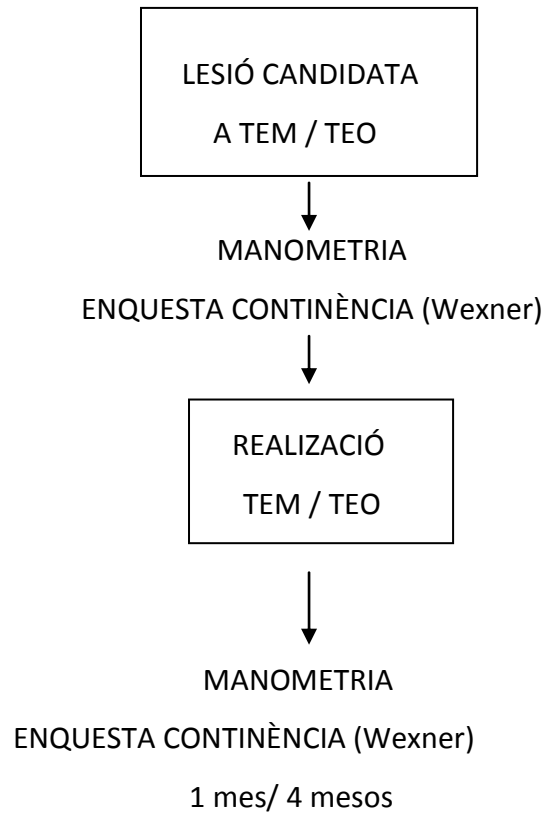 LESIÓ CANDIDATA
A TEM / TEO
MANOMETRIA
ENQUESTA CONTINÈNCIA (Wexner)
REALIZACIÓ
TEM / TEO
MANOMETRIA
ENQUESTA CONTINÈNCIA (Wexner)
1 mes/ 4 mesos